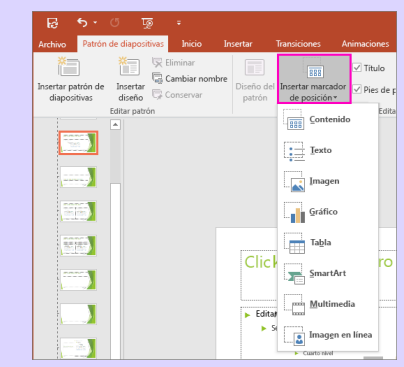 Archivo Patrón de diapositivas Inicio Insertar Transiciones Animaciones
Insertar patrón de
diapositivas
Insertar
diseño
Eliminar
Cambiar nombre
Conservar
Editar patrón
Diseño del
patrón
Insertar marcador
de posición
Título
Pies de p
Edita
Contenido
Texto
Imagen
Gráfico
Tabla
SmartArt
Multimedia
Imagen en línea
Click
ro
Edita
Cuarto nivel